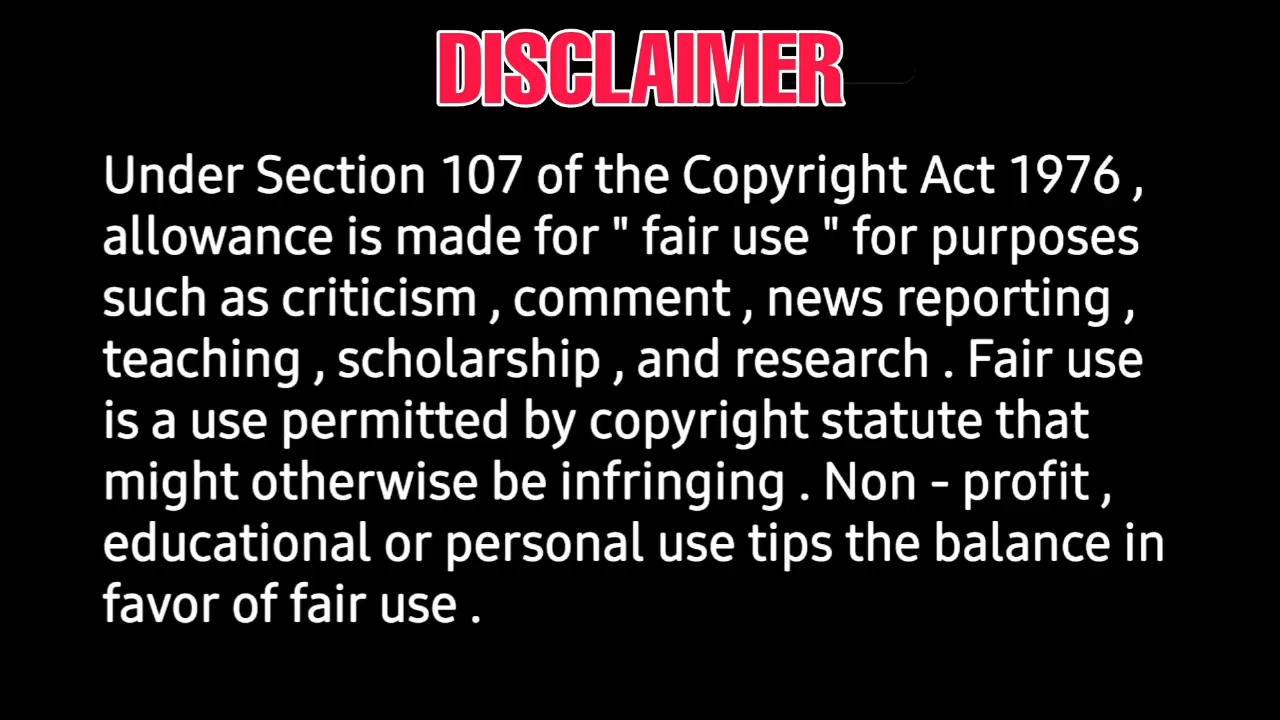 DISCLAIMER
Under Section 107 of the Copyright Act 1976 ,
allowance is made for " fair use " for purposes
such as criticism , comment , news reporting ,
teaching , scholarship , and research . Fair use
is a use permitted by copyright statute that
might otherwise be infringing . Non - profit ,
educational or personal use tips the balance in
favor of fair use .